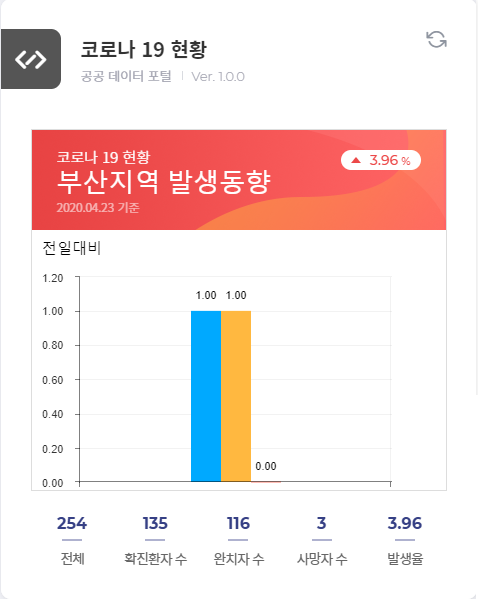 코로나 19 현황
공공 데이터 포털 | Ver. 1.0.0
코로나 19 현황
▲ 3.96 %
부산지역 발생동향
2020.04.23 기준
전일대비
1.20
1.00
0.80
0.60
0.40
0.20
0.00
1.00 1.00
0.00
254 135 116 3 3.96
전체 확진환자 수 완치자 수 사망자 수 발생율